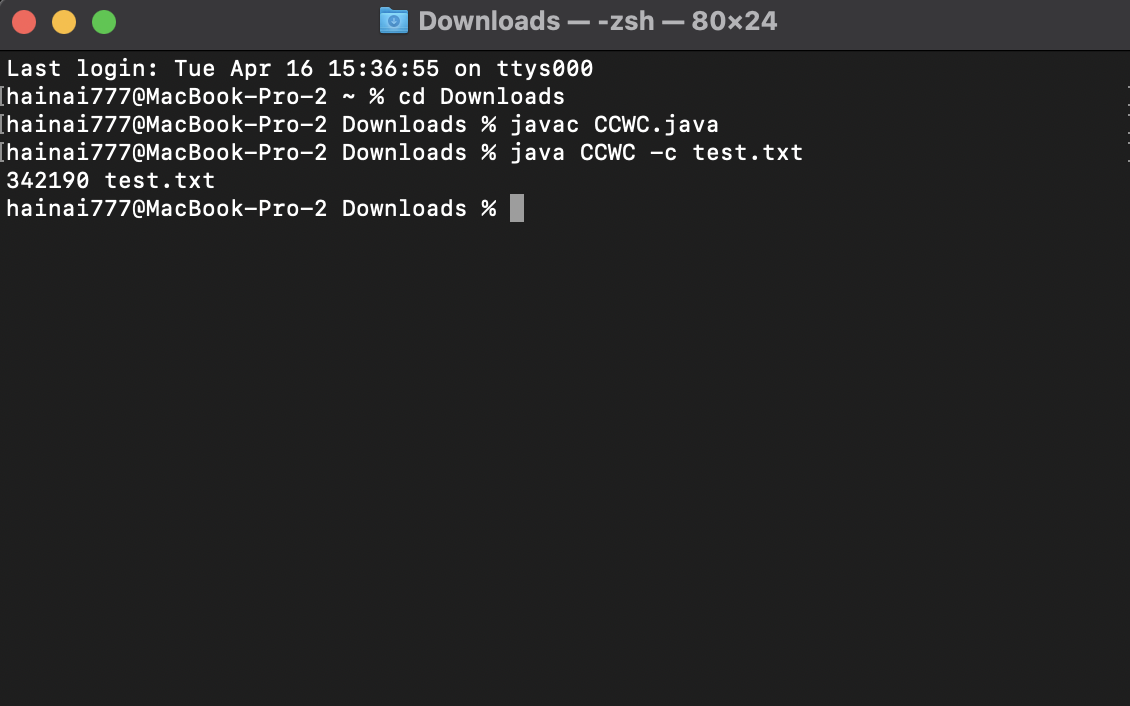 Downloads — -zsh — 80×24
Last login: Tue Apr 16 15:36:55 on ttys000
[hainai777@MacBook-Pro-2 ~ % cd Downloads
[hainai777@MacBook-Pro-2 Downloads % javac CCWC.java
[hainai777@MacBook-Pro-2 Downloads % java CCWC -c test.txt
342190 test.txt
hainai777@MacBook-Pro-2 Downloads %